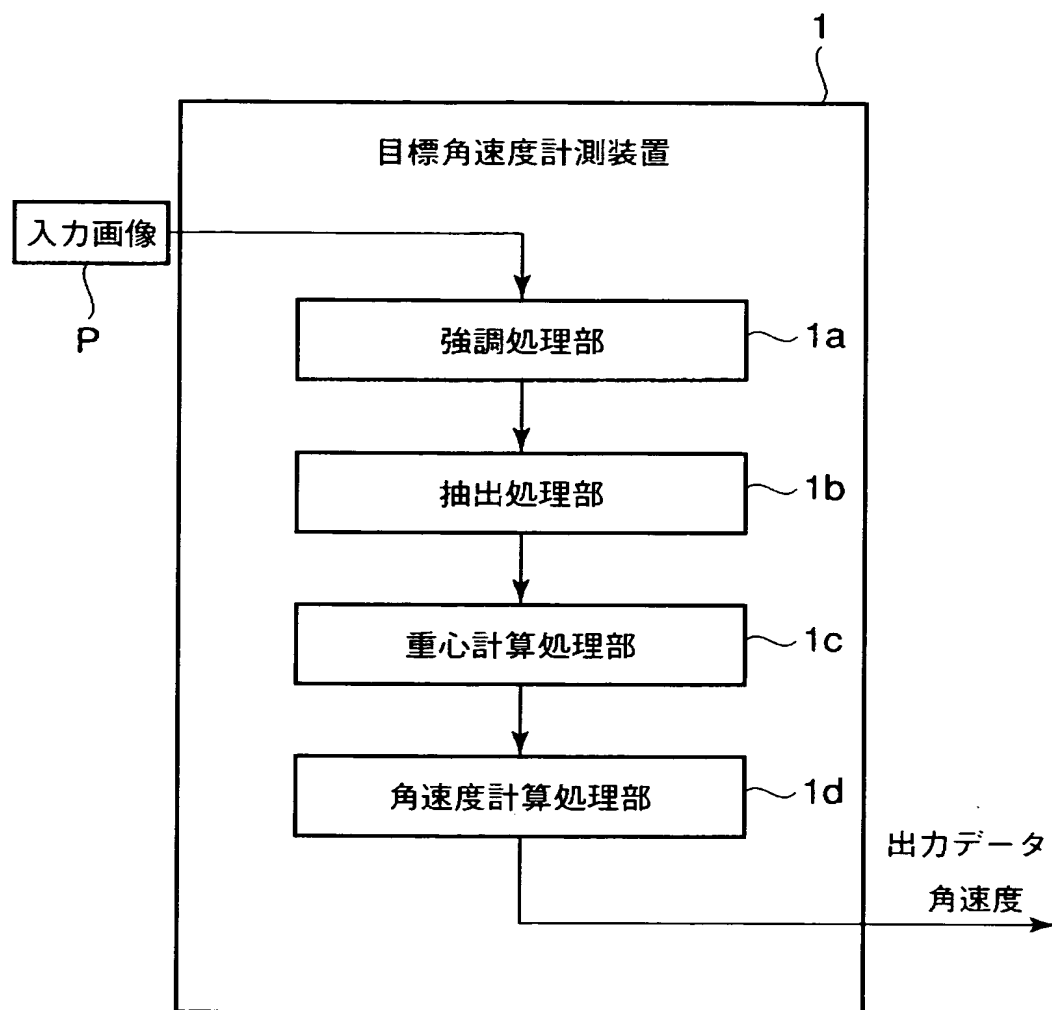 1
目標角速度計測装置
入力画像
P
強調処理部
1a
抽出処理部
1b
重心計算処理部
1c
角速度計算処理部
1d
出力データ
角速度